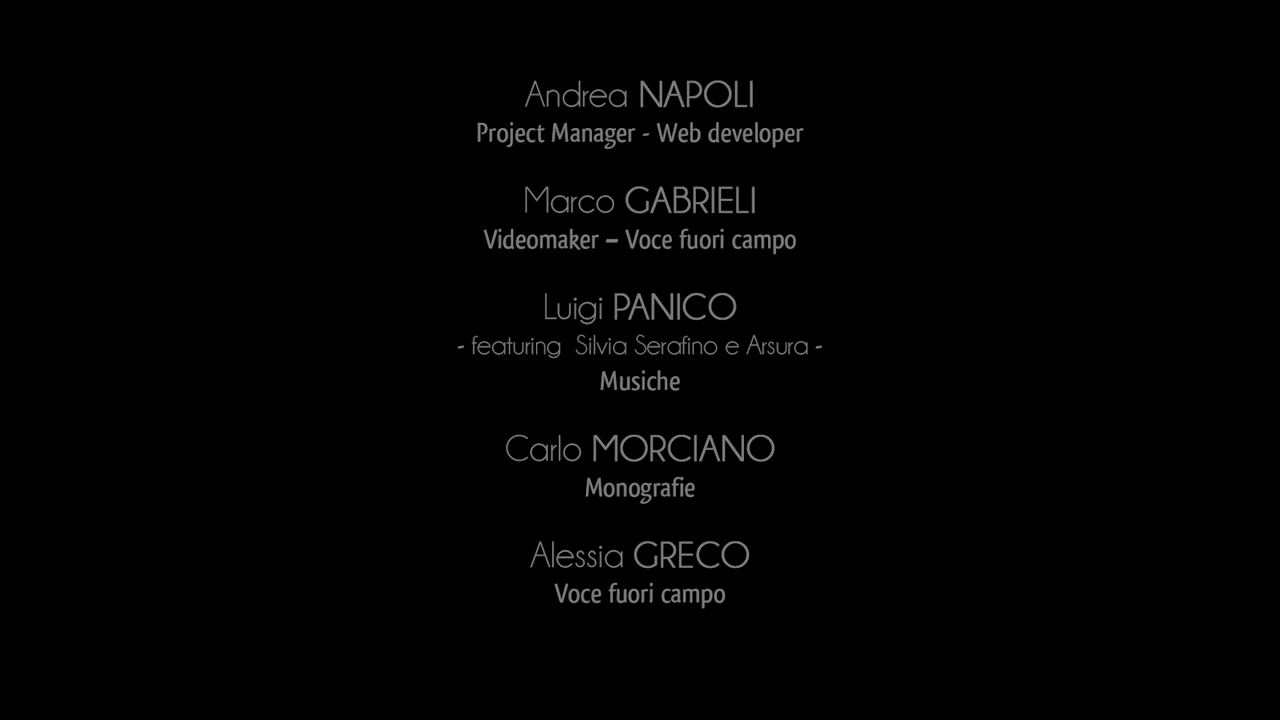 Andrea NAPOLI
Project Manager - Web developer
Marco GABRIELI
Videomaker – Voce fuori campo
Luigi PANICO
- featuring Silvia Serafino e Arsura -
Musiche
Carlo MORCIANO
Monografie
Alessia GRECO
Voce fuori campo